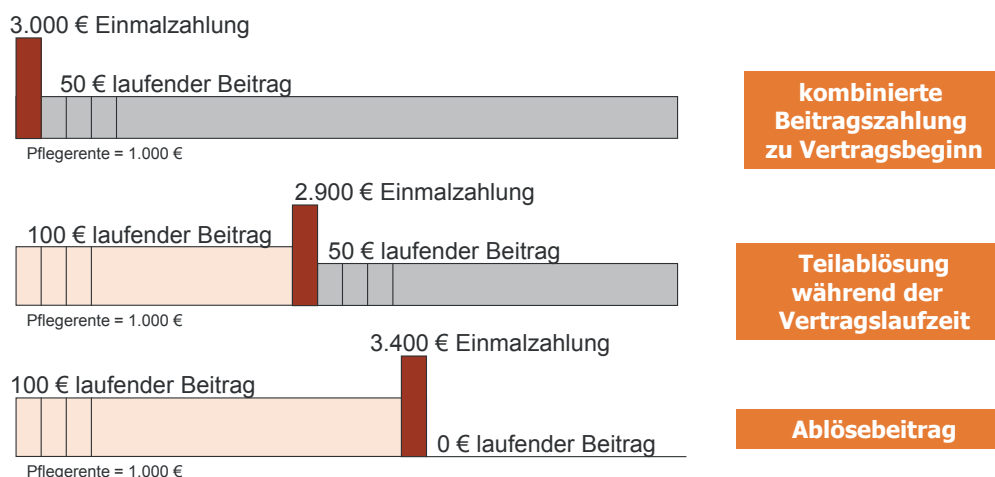 3.000 € Einmalzahlung
50 € laufender Beitrag
Pflegerente = 1.000 €
kombinierte
Beitragszahlung
zu Vertragsbeginn
2.900 € Einmalzahlung
100 € laufender Beitrag
50 € laufender Beitrag
Pflegerente = 1.000 €
Teilablösung
während der
Vertragslaufzeit
3.400 € Einmalzahlung
100 € laufender Beitrag
0 € laufender Beitrag
Pflegerente = 1.000 €
Ablösebeitrag